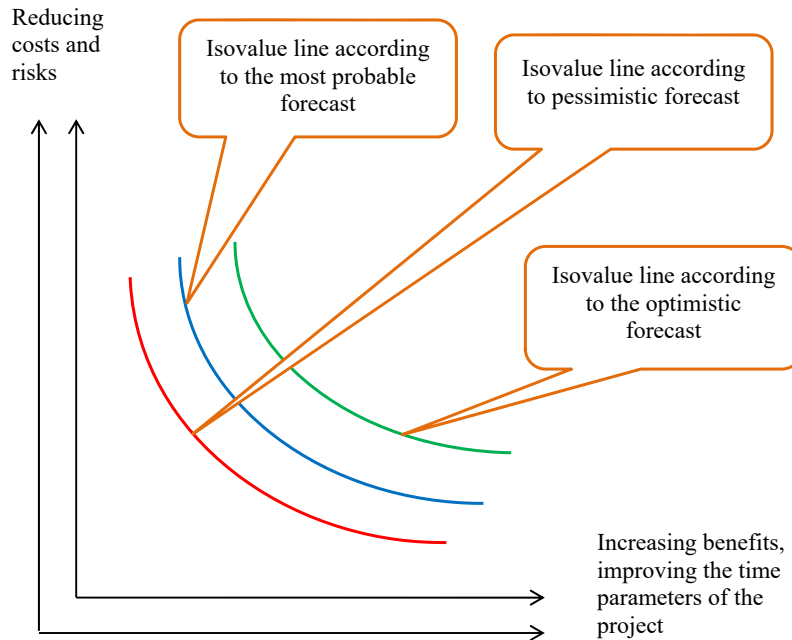 Reducing
costs and
risks
Isovalue line according
to the most probable
forecast
Isovalue line according
to pessimistic forecast
Isovalue line according
to the optimistic
forecast
Increasing benefits,
improving the time
parameters of the
project